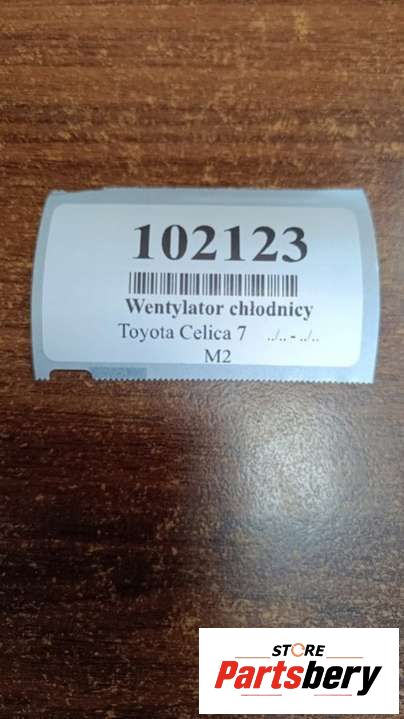 102123
Wentylator chłodnicy
Toyota Celica 7 ../.. - ../..
M2
STORE
Partsbery